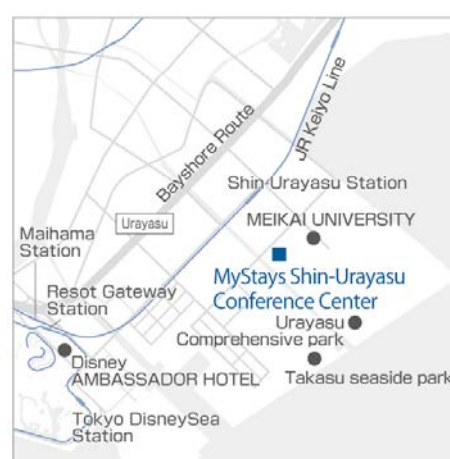 Bayshore Route
JR Keiyo Line
Shin-Urayasu Station
Urayasu
MEIKAI UNIVERSITY
Maihama
Station
MyStays Shin-Urayasu
Conference Center
Resot Gateway
Station
Urayasu
Comprehensive park
Disney
AMBASSADOR HOTEL
Takasu seaside park
Tokyo DisneySea
Station